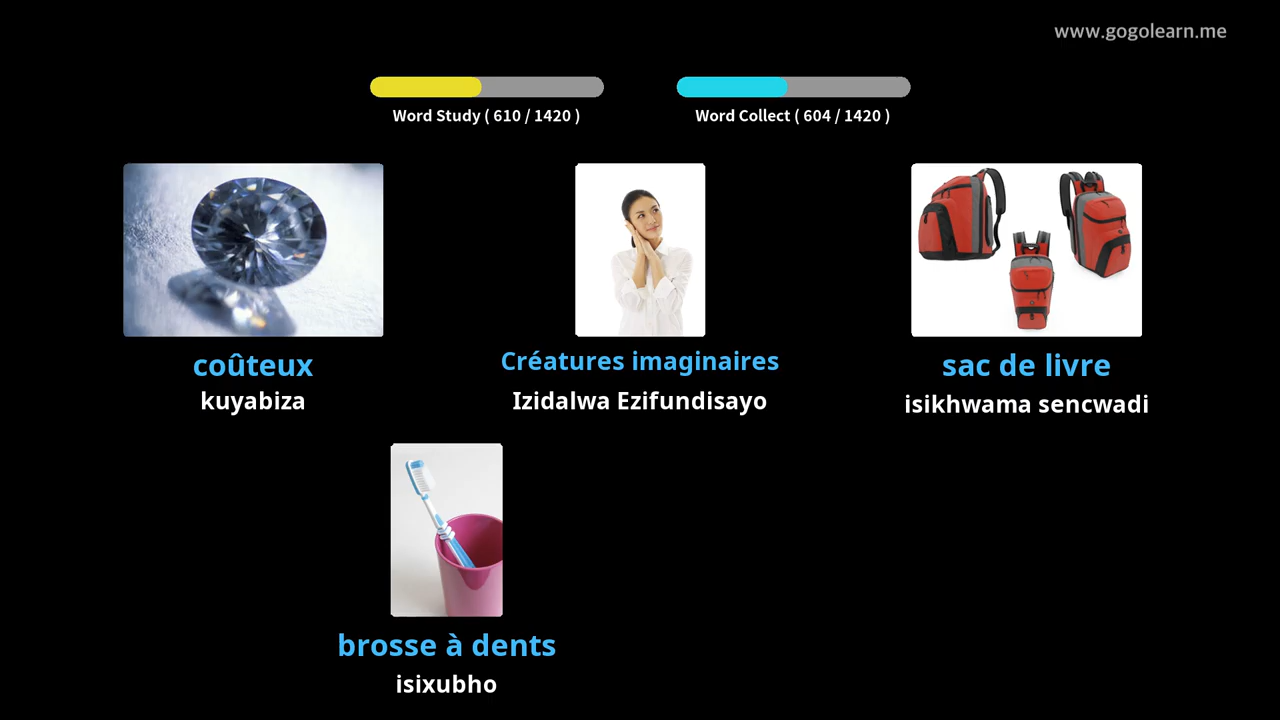 www.gogolearn.me
Word Study ( 610 / 1420 )
Word Collect ( 604 / 1420 )
coûteux
kuyabiza
Créatures imaginaires
Izidalwa Ezifundisayo
sac de livre
isikhwama sencwadi
brosse à dents
isixubho